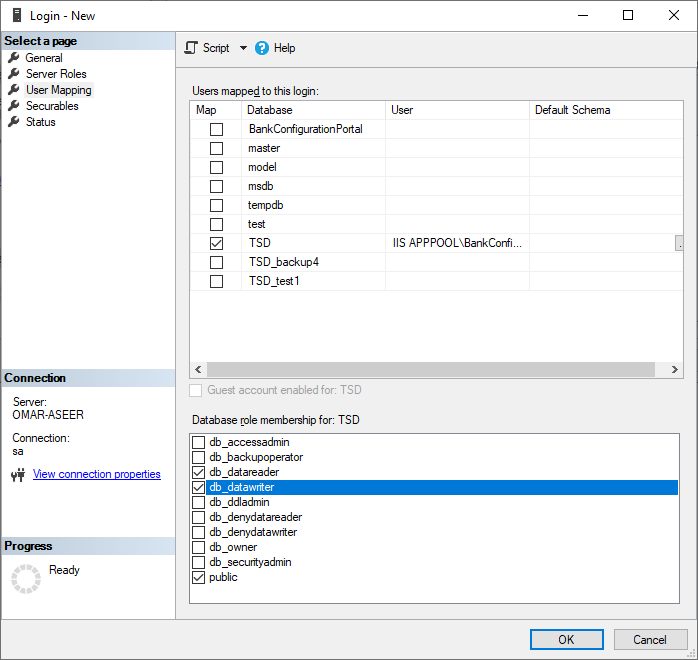 Login - New
Select a page
General
Server Roles
User Mapping
Securables
Status
Script
Help
Users mapped to this login:
Map Database User Default Schema
BankConfigurationPortal
master
model
msdb
tempdb
test
TSD IIS APPPOOL\BankConfi... .
TSD_backup4
TSD_test1
Guest account enabled for: TSD
Database role membership for: TSD
db_accessadmin
db_backupoperator
db_datareader
db_datawriter
db_ddladmin
db_denydatareader
db_denydatawriter
db_owner
db_securityadmin
public
Connection
Server:
OMAR-ASEER
Connection:
sa
View connection properties
Progress
Ready
OK
Cancel